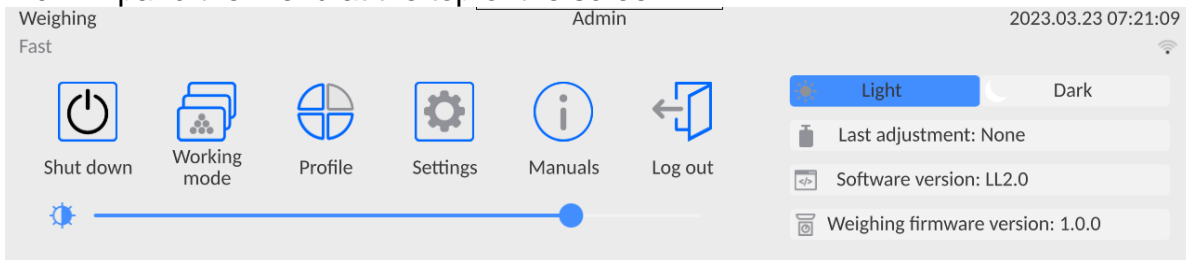 Weighing Admin 2023.03.23 07:21:09
Fast
Shut down
Working
mode
Profile
Settings
Manuals
Log out
Light Dark
Last adjustment: None
Software version: LL2.0
Weighing firmware version: 1.0.0